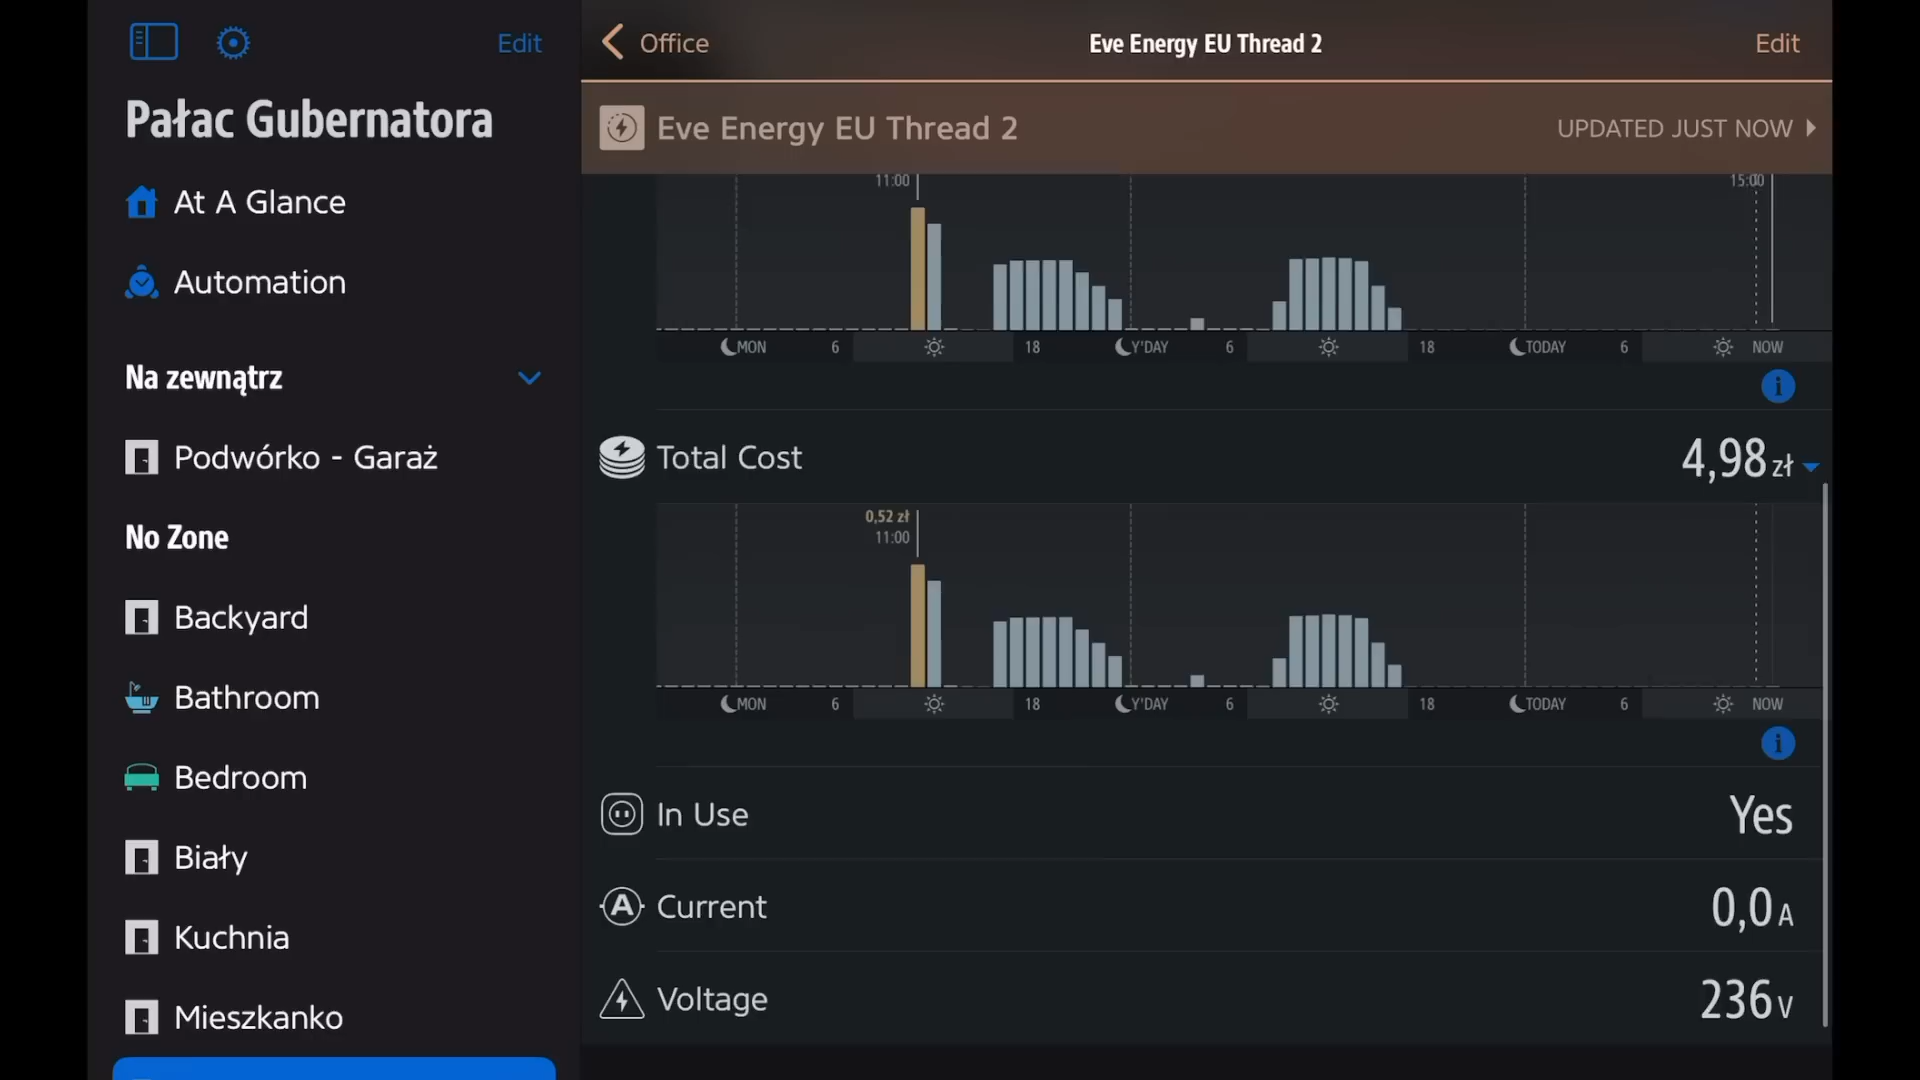 Edit
Pałac Gubernatora
At A Glance
Automation
Na zewnątrz
Podwórko - Garaż
No Zone
Backyard
Bathroom
Bedroom
Biały
Kuchnia
Mieszkanko
Office
Eve Energy EU Thread 2
Edit
Eve Energy EU Thread 2
UPDATED JUST NOW
11:00
15:00
MON 6 18 Y'DAY 6 18 TODAY 6 NOW
Total Cost
4,98 zł
0,52 zł
11:00
MON 6 18 Y'DAY 6 18 TODAY 6 NOW
In Use
Yes
Current
0,0 A
Voltage
236 V